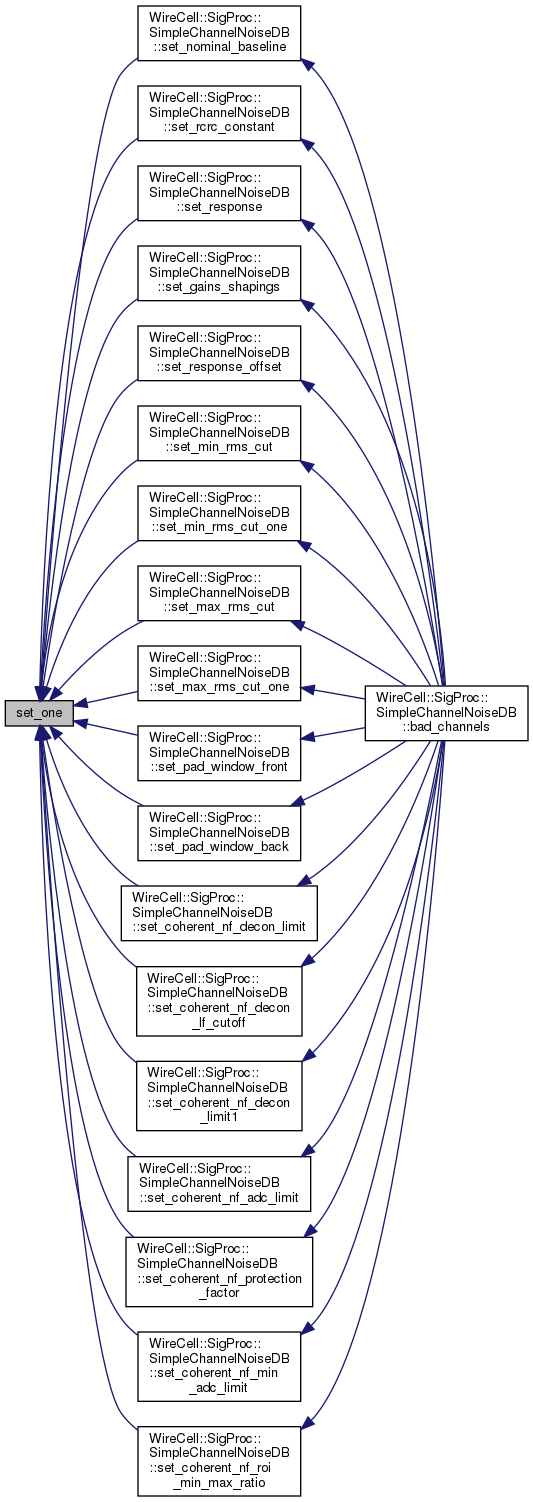 WireCell::SigProc::
SimpleChannelNoiseDB
::set_nominal_baseline
WireCell::SigProc::
SimpleChannelNoiseDB
::set_rcrc_constant
WireCell::SigProc::
SimpleChannelNoiseDB
::set_response
WireCell::SigProc::
SimpleChannelNoiseDB
::set_gains_shapings
WireCell::SigProc::
SimpleChannelNoiseDB
::set_response_offset
WireCell::SigProc::
SimpleChannelNoiseDB
::set_min_rms_cut
WireCell::SigProc::
SimpleChannelNoiseDB
::set_min_rms_cut_one
WireCell::SigProc::
SimpleChannelNoiseDB
::set_max_rms_cut
WireCell::SigProc::
SimpleChannelNoiseDB
::set_max_rms_cut_one
set_one
WireCell::SigProc::
SimpleChannelNoiseDB
::bad_channels
WireCell::SigProc::
SimpleChannelNoiseDB
::set_pad_window_front
WireCell::SigProc::
SimpleChannelNoiseDB
::set_pad_window_back
WireCell::SigProc::
SimpleChannelNoiseDB
::set_coherent_nf_decon_limit
WireCell::SigProc::
SimpleChannelNoiseDB
::set_coherent_nf_decon
_lf_cutoff
WireCell::SigProc::
SimpleChannelNoiseDB
::set_coherent_nf_decon
_limit1
WireCell::SigProc::
SimpleChannelNoiseDB
::set_coherent_nf_adc_limit
WireCell::SigProc::
SimpleChannelNoiseDB
::set_coherent_nf_protection
_factor
WireCell::SigProc::
SimpleChannelNoiseDB
::set_coherent_nf_min
_adc_limit
WireCell::SigProc::
SimpleChannelNoiseDB
::set_coherent_nf_roi
_min_max_ratio